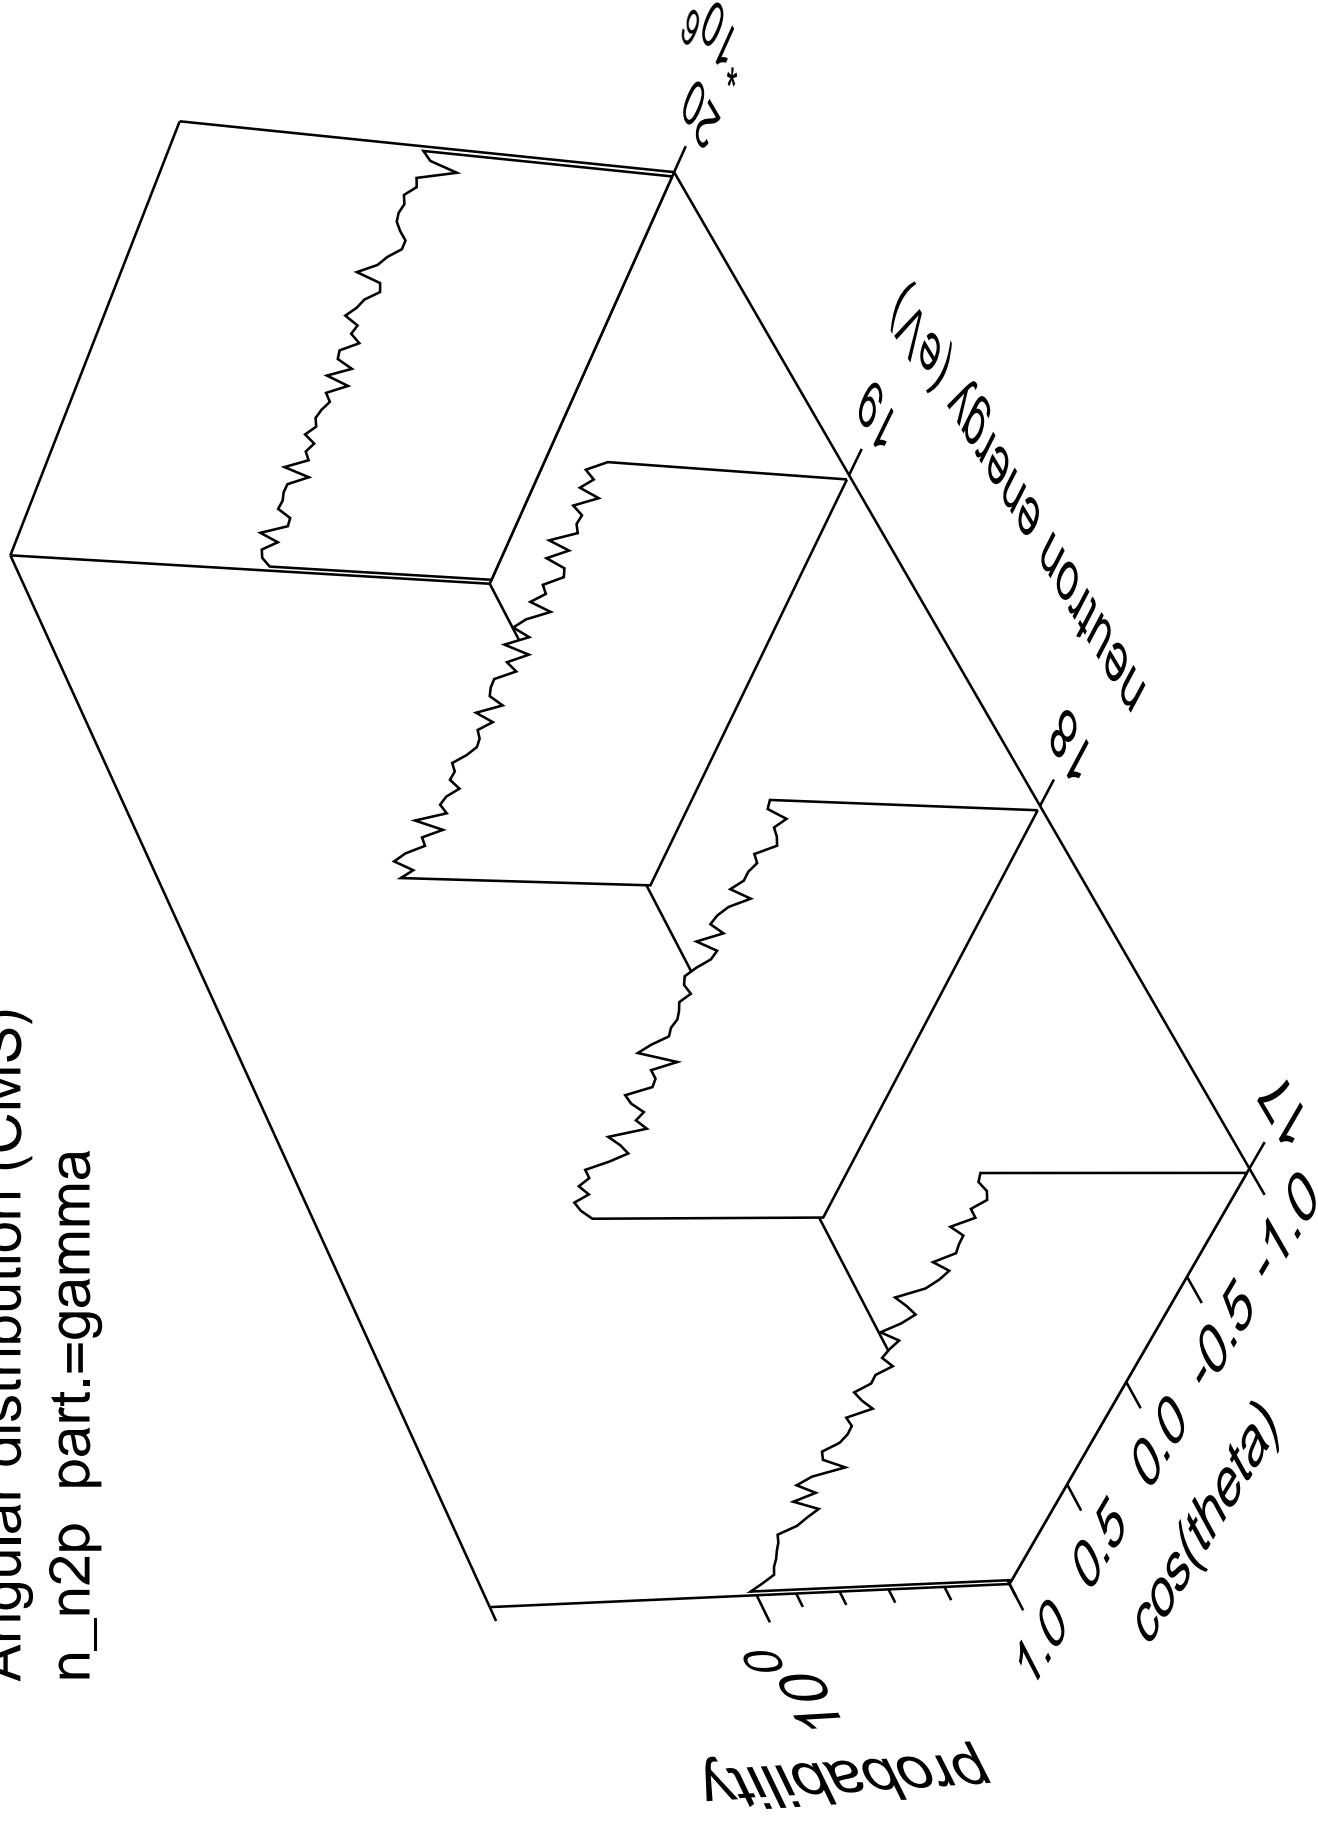 Angular distribution (CMS)
n_n2p part.=gamma
probability
10 0
1.0 0.5 0.0 -0.5 -1.0
cos(theta)
17 18 19 20
* 10 6
neutron energy (eV)